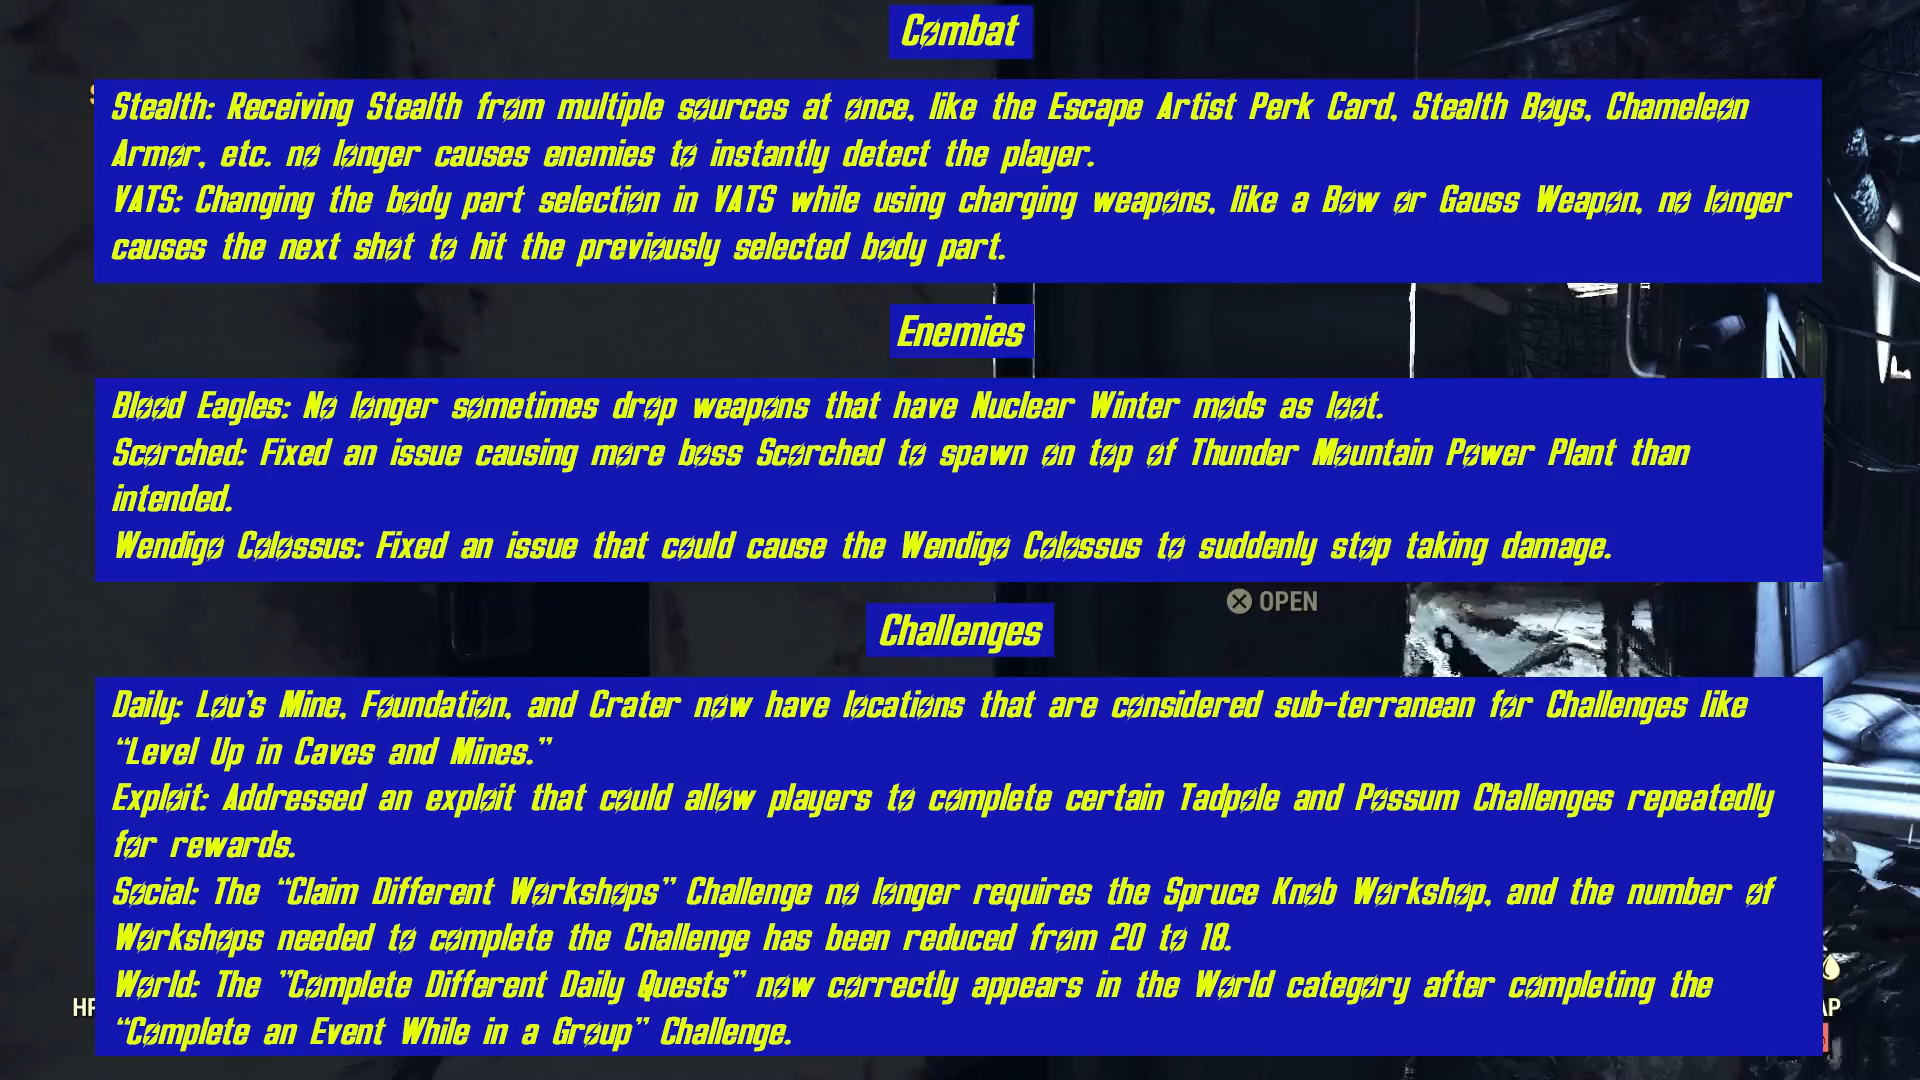 Combat
Stealth: Receiving Stealth from multiple sources at once, like the Escape Artist Perk Card, Stealth Boys, Chameleon
Armor, etc. no longer causes enemies to instantly detect the player.
VATS: Changing the body part selection in VATS while using charging weapons, like a Bow or Gauss Weapon, no longer
causes the next shot to hit the previously selected body part.
Enemies
Blood Eagles: No longer sometimes drop weapons that have Nuclear Winter mods as loot.
Scorched: Fixed an issue causing more boss Scorched to spawn on top of Thunder Mountain Power Plant than
intended.
Wendigo Colossus: Fixed an issue that could cause the Wendigo Colossus to suddenly stop taking damage.
OPEN
Challenges
Daily: Lou's Mine, Foundation, and Crater now have locations that are considered sub-terranean for Challenges like
“Level Up in Caves and Mines.”
Exploit: Addressed an exploit that could allow players to complete certain Tadpole and Possum Challenges repeatedly
for rewards.
Social: The “Claim Different Workshops” Challenge no longer requires the Spruce Knob Workshop, and the number of
Workshops needed to complete the Challenge has been reduced from 20 to 18.
World: The ”Complete Different Daily Quests” now correctly appears in the World category after completing the
“Complete an Event While in a Group” Challenge.
HP
AP